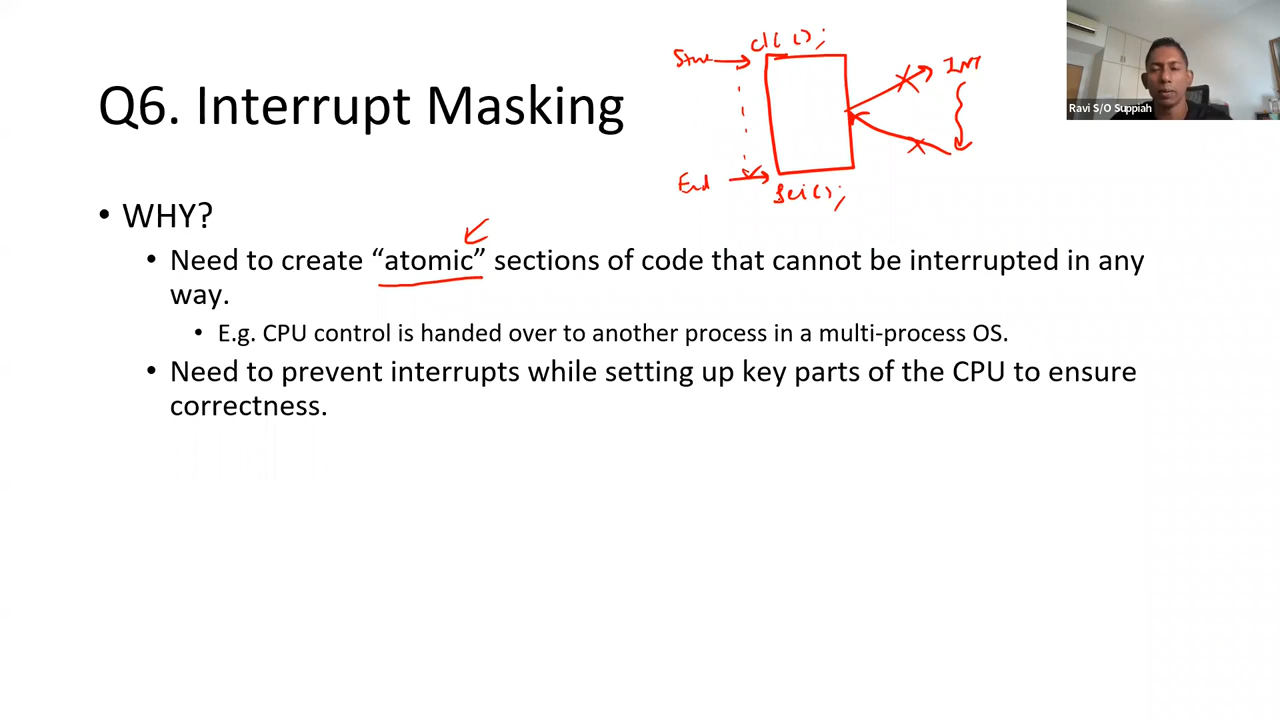 cli();
Start
INT
Q6. Interrupt Masking
Ravi S/O Suppiah
End
sei();
• WHY?
• Need to create “atomic” sections of code that cannot be interrupted in any
way.
• E.g. CPU control is handed over to another process in a multi-process OS.
• Need to prevent interrupts while setting up key parts of the CPU to ensure
correctness.